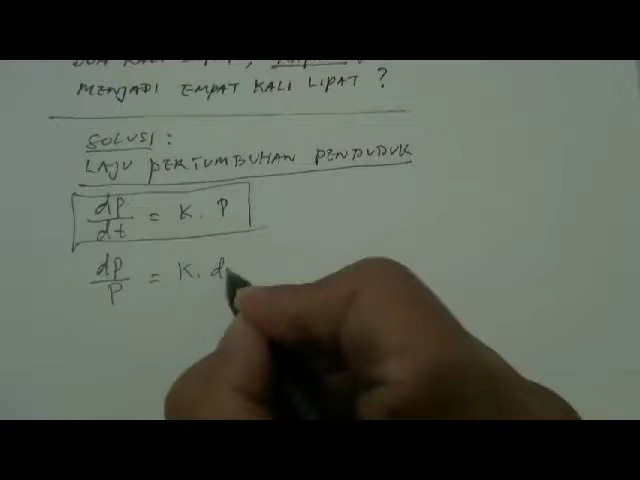 MENJADI EMPAT KALI LIPAT ?
SOLUSI :
LAJU PERTUMBUHAN PENDUDUK
dP/dt = K . P
dP/P = K . d